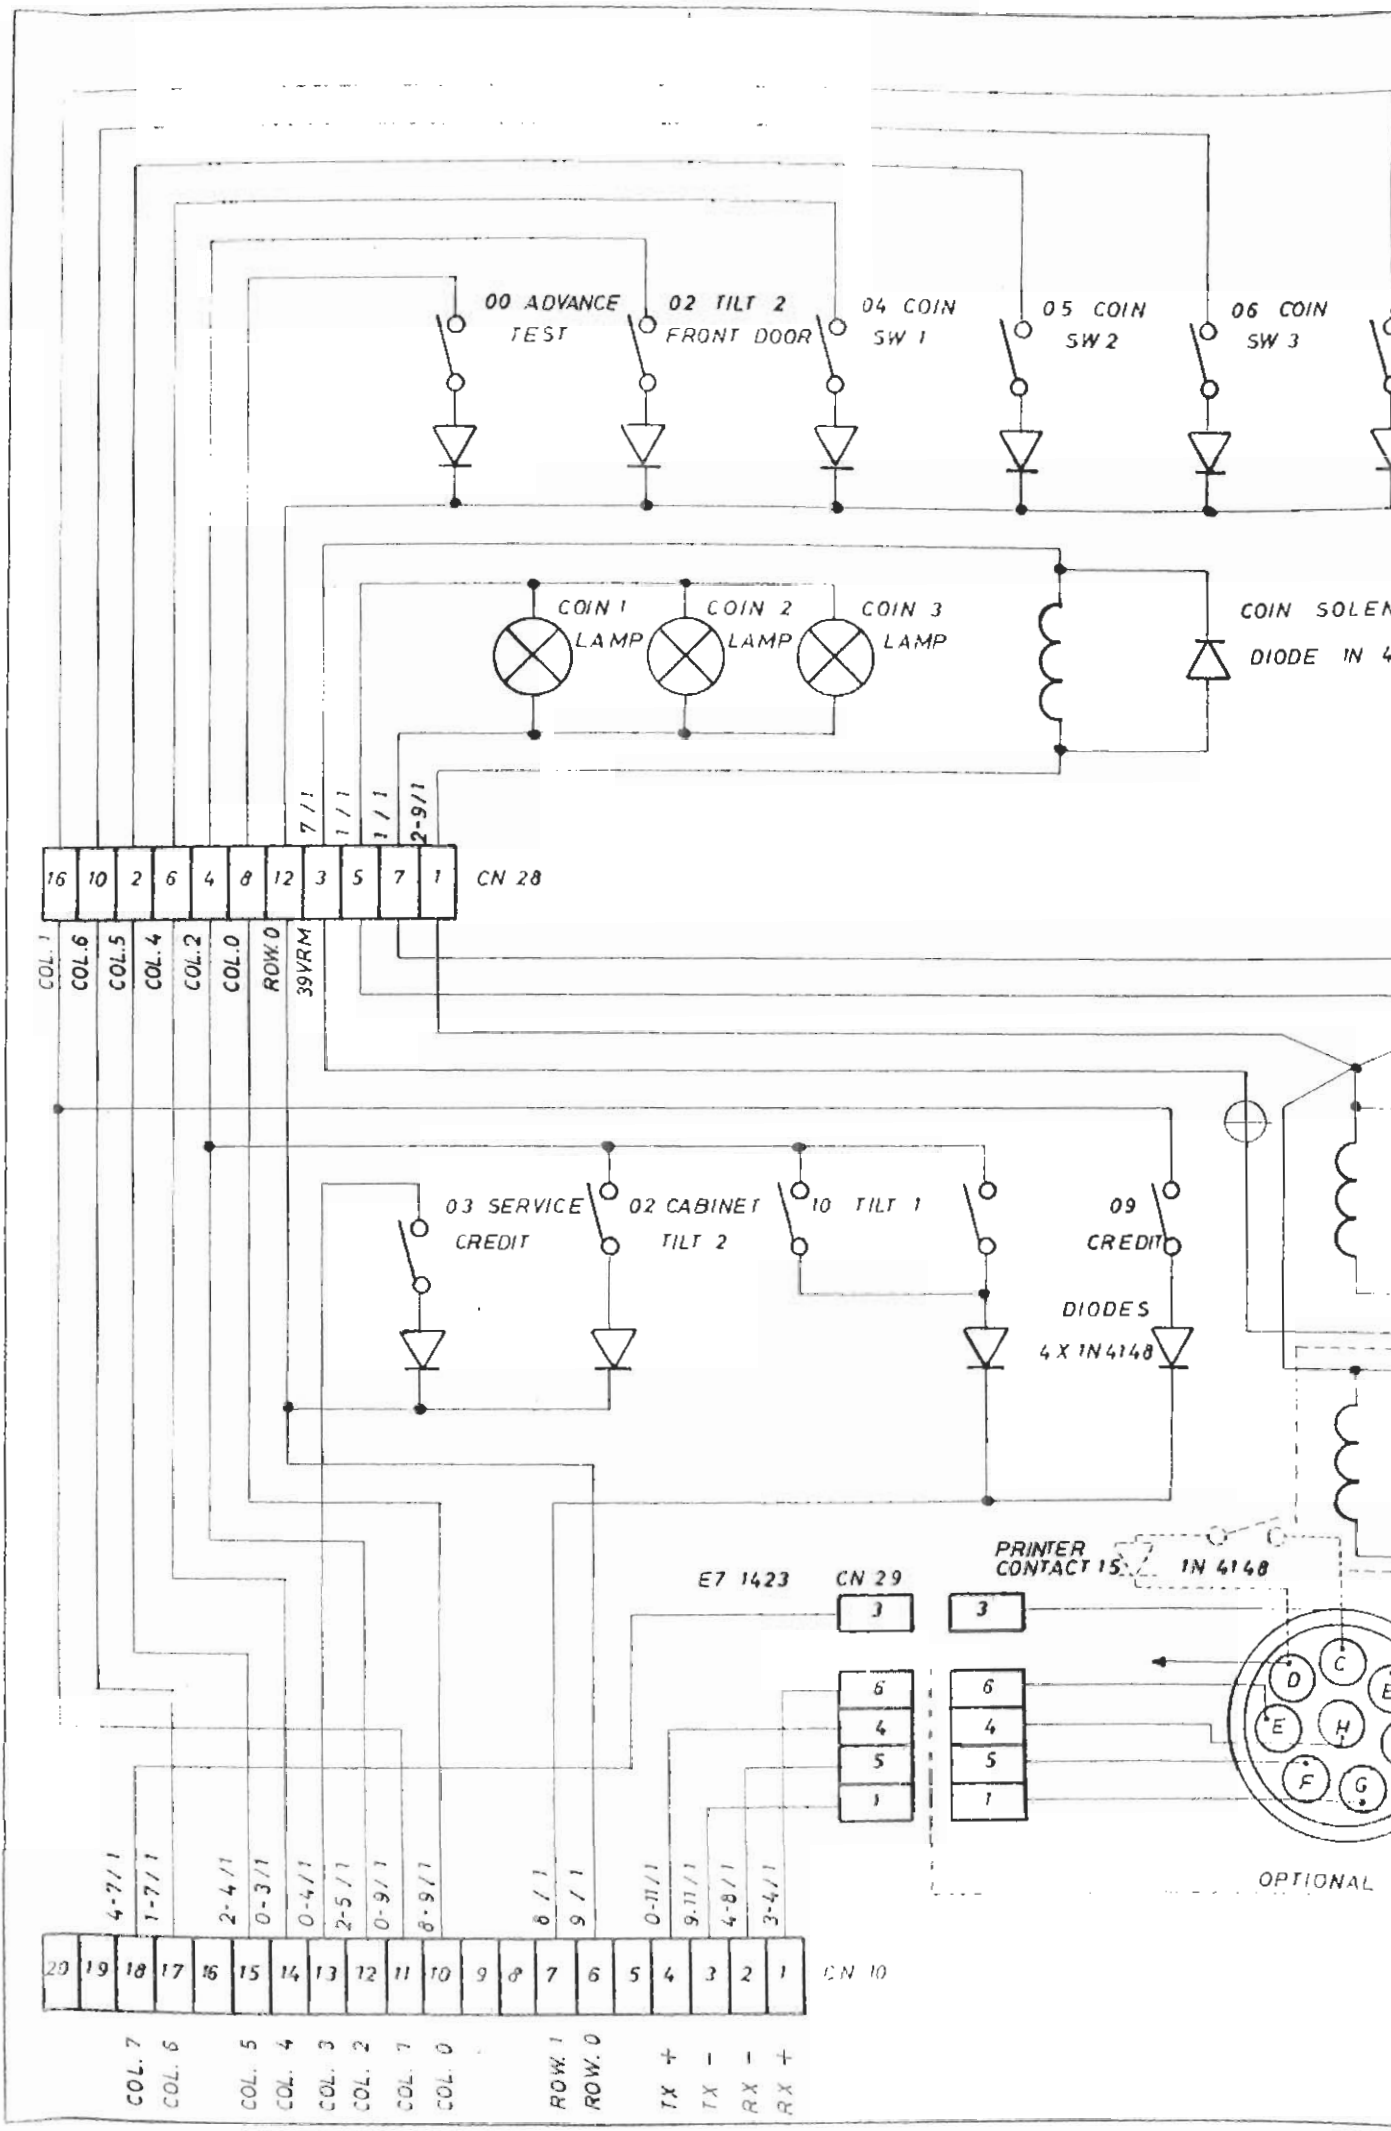 00 ADVANCE
TEST
02 TILT 2
FRONT DOOR
04 COIN
SW 1
05 COIN
SW 2
06 COIN
SW 3
COIN 1
LAMP
COIN 2
LAMP
COIN 3
LAMP
COIN SOLEN
DIODE 1N 4
7/1
1/1
1/1
2-9/1
16 10 2 6 4 8 12 3 5 7 1 CN 28
COL. 1
COL.6
COL.5
COL. 4
COL.2
COL.0
ROW.0
39VRM
03 SERVICE
CREDIT
02 CABINET
TILT 2
10 TILT 1
09
CREDIT
DIODES
4 X 1N4148
PRINTER
CONTACT 15
1N 4148
E7 1423
CN 29
3 3
6 6
4 4
5 5
1 1
D
C
E
H
F
G
OPTIONAL
4-7/1
1-7/1
2-4/1
0-3/1
0-4/1
2-5/1
0-9/1
8-9/1
8/1
9/1
0-11/1
9-11/1
4-8/1
3-4/1
20 19 18 17 16 15 14 13 12 11 10 9 8 7 6 5 4 3 2 1 CN 10
COL. 7
COL. 6
COL. 5
COL. 4
COL. 3
COL. 2
COL. 1
COL. 0
ROW. 1
ROW. 0
TX +
TX -
RX -
RX +